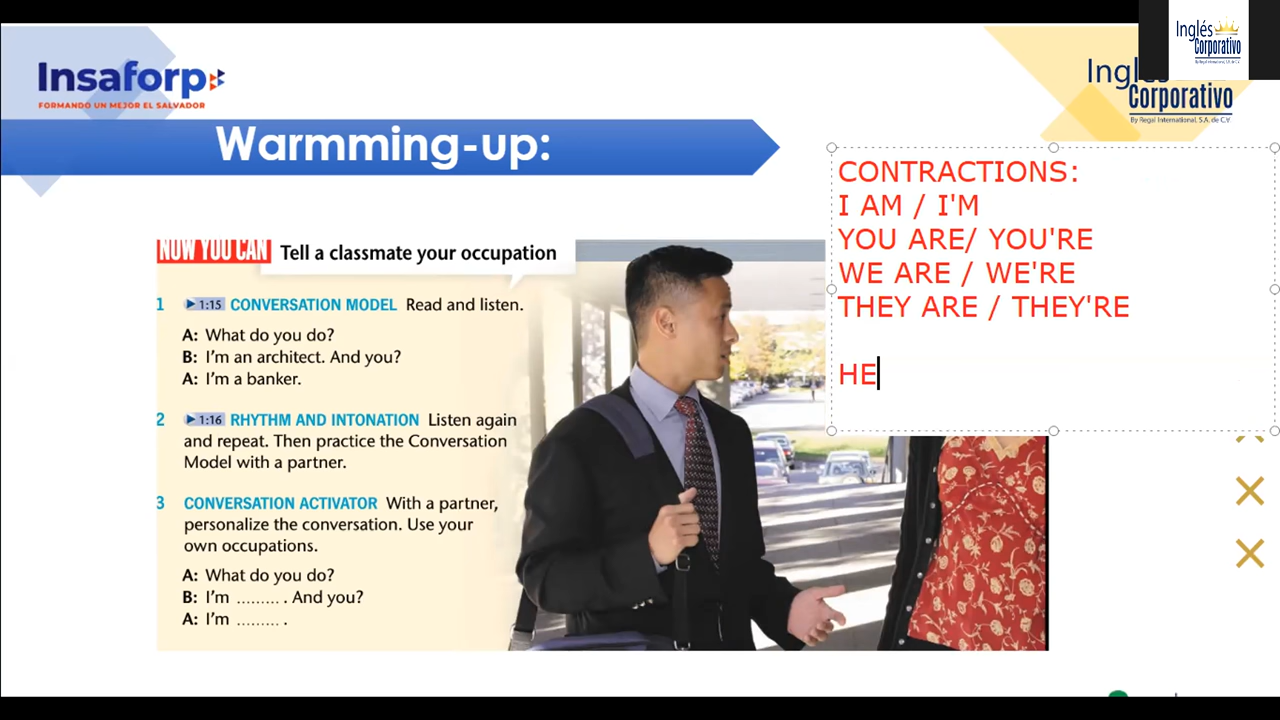 Insaforp
FORMANDO UN MEJOR EL SALVADOR
Inglés
Corporativo
By Regal International, S.A. de C.V.
Corporativo
By Regal International, S.A. de C.V.
Warmming-up:
CONTRACTIONS:
I AM / I'M
YOU ARE/ YOU'RE
WE ARE / WE'RE
THEY ARE / THEY'RE
HE
NOW YOU CAN Tell a classmate your occupation
1 1:15 CONVERSATION MODEL Read and listen.
A: What do you do?
B: I'm an architect. And you?
A: I'm a banker.
2 1:16 RHYTHM AND INTONATION Listen again
and repeat. Then practice the Conversation
Model with a partner.
3 CONVERSATION ACTIVATOR With a partner,
personalize the conversation. Use your
own occupations.
A: What do you do?
B: I'm ......... . And you?
A: I'm ......... .